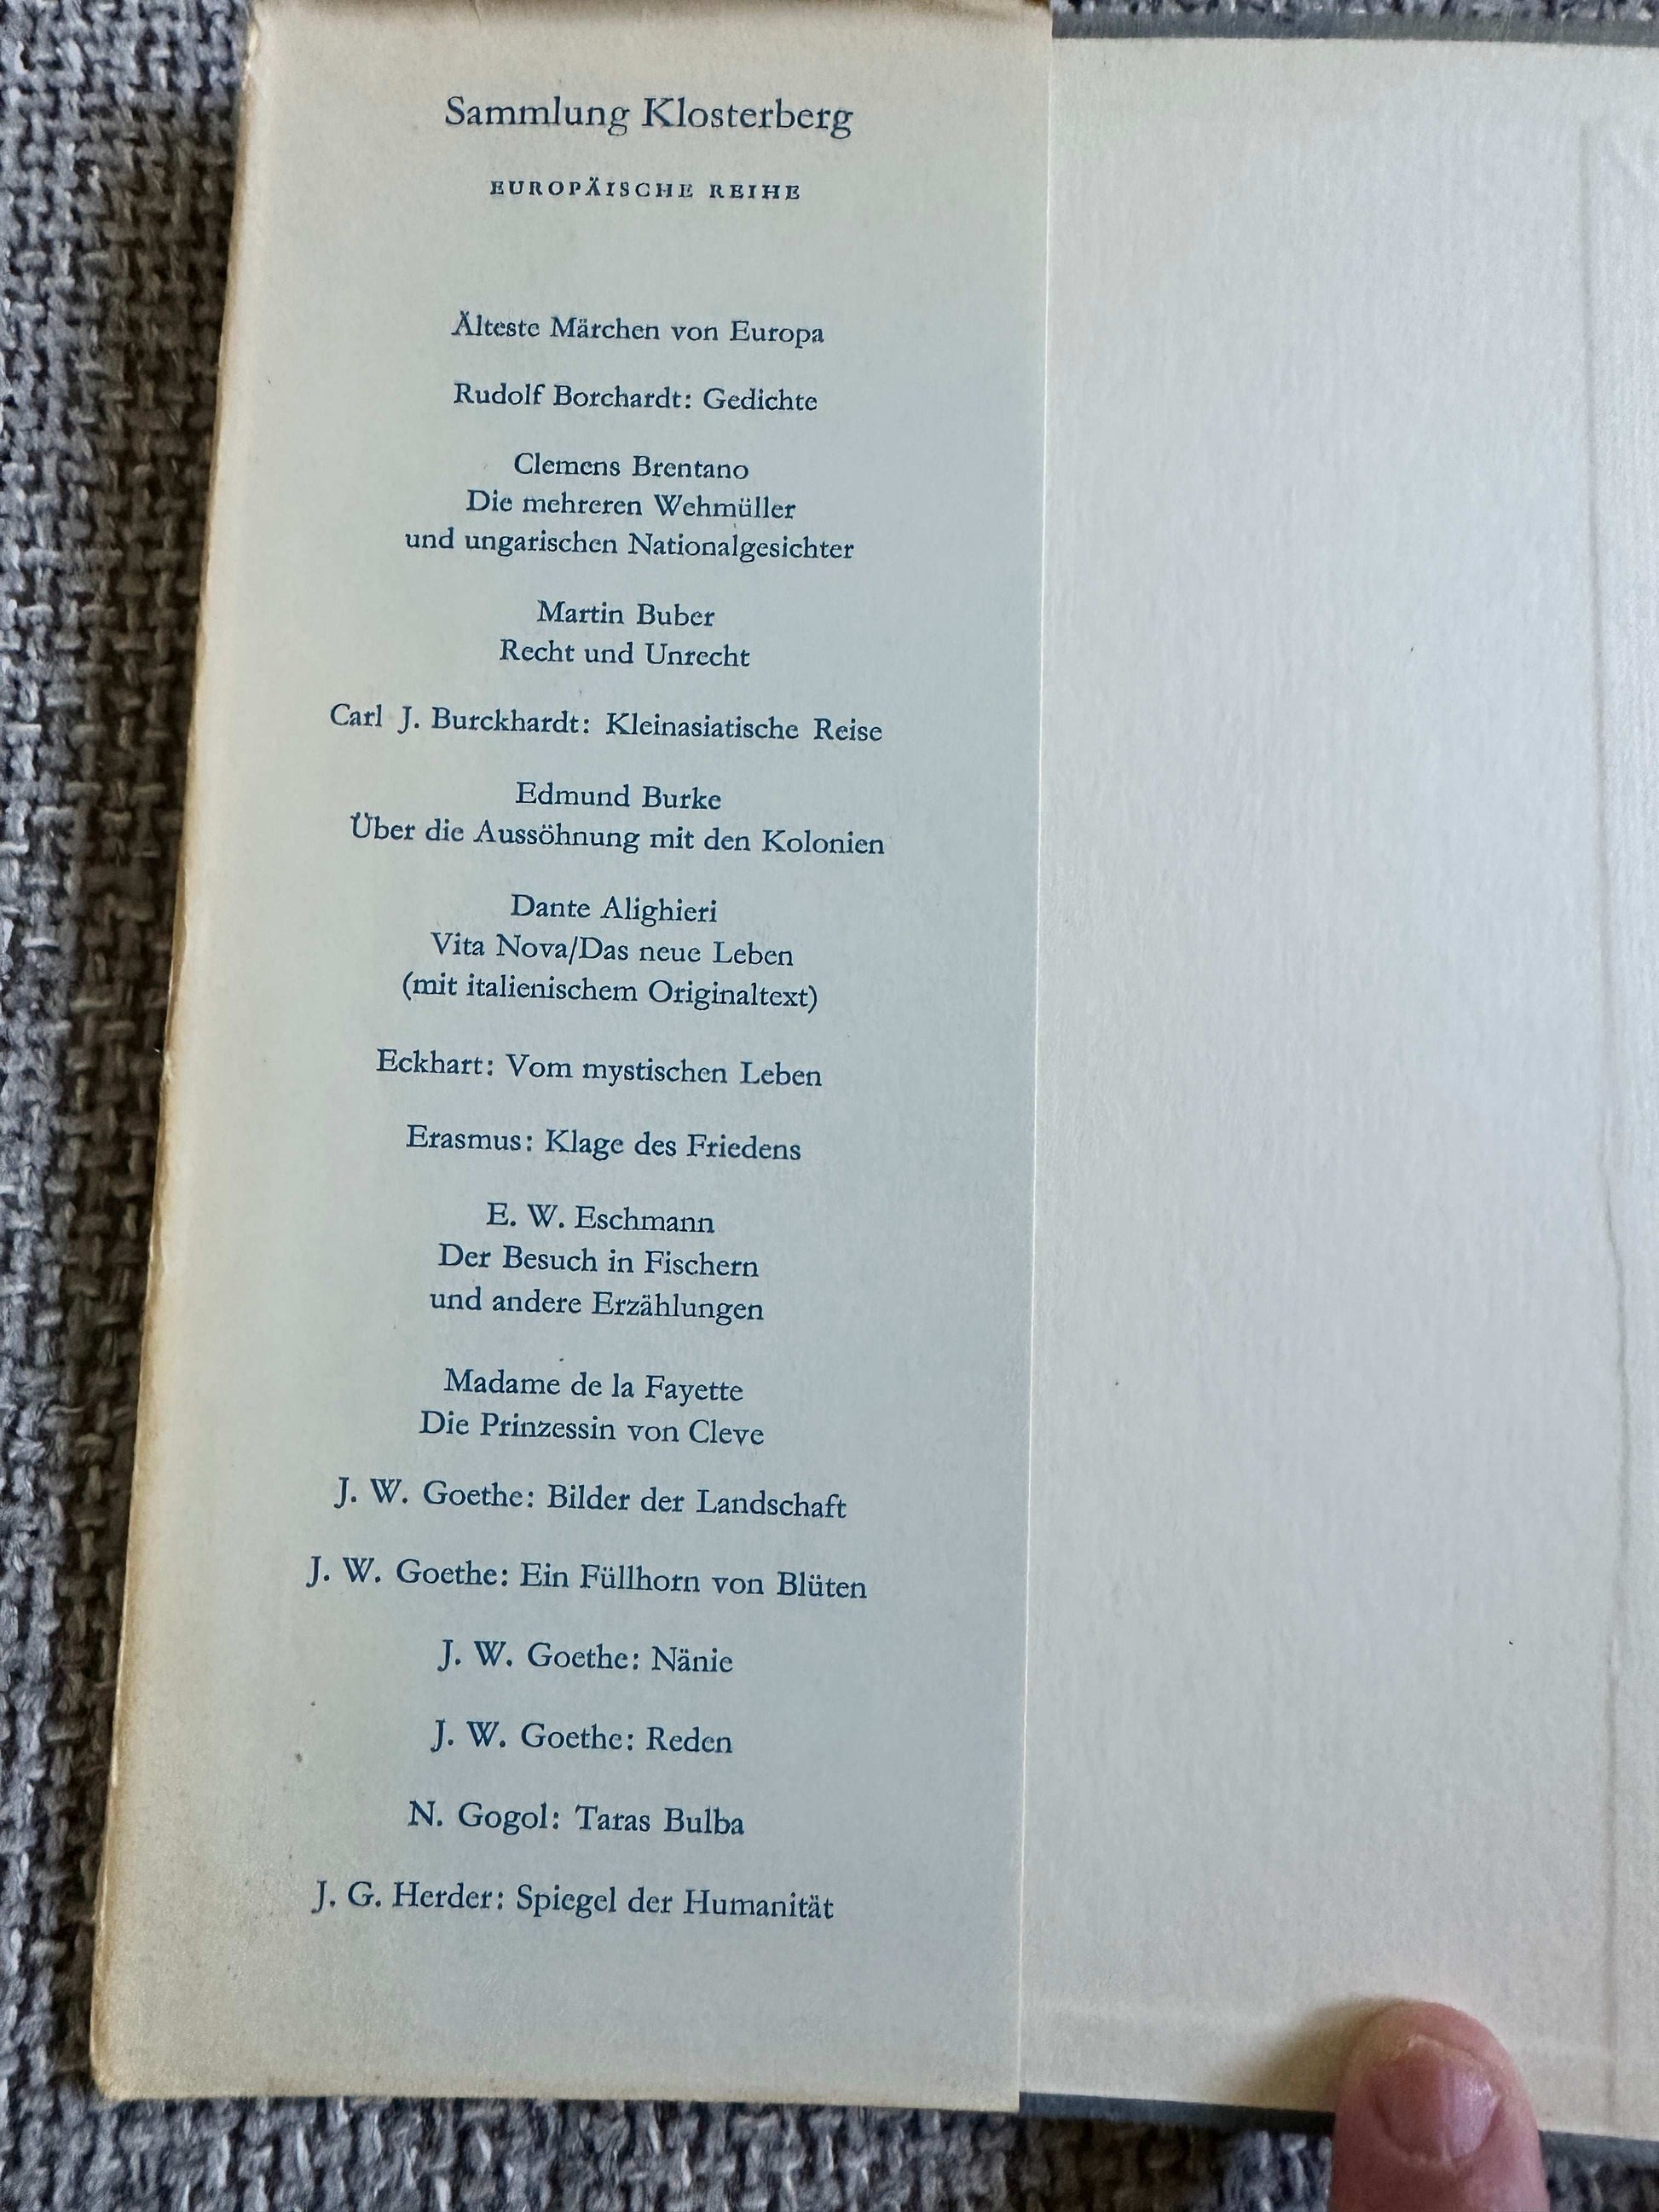 Sammlung Klosterberg
EUROPÄISCHE REIHE
Älteste Märchen von Europa
Rudolf Borchardt: Gedichte
Clemens Brentano
Die mehreren Wehmüller
und ungarischen Nationalgesichter
Martin Buber
Recht und Unrecht
Carl J. Burckhardt: Kleinasiatische Reise
Edmund Burke
Über die Aussöhnung mit den Kolonien
Dante Alighieri
Vita Nova/Das neue Leben
(mit italienischem Originaltext)
Eckhart: Vom mystischen Leben
Erasmus: Klage des Friedens
E. W. Eschmann
Der Besuch in Fischern
und andere Erzählungen
Madame de la Fayette
Die Prinzessin von Cleve
J. W. Goethe: Bilder der Landschaft
J. W. Goethe: Ein Füllhorn von Blüten
J. W. Goethe: Nänie
J. W. Goethe: Reden
N. Gogol: Taras Bulba
J. G. Herder: Spiegel der Humanität